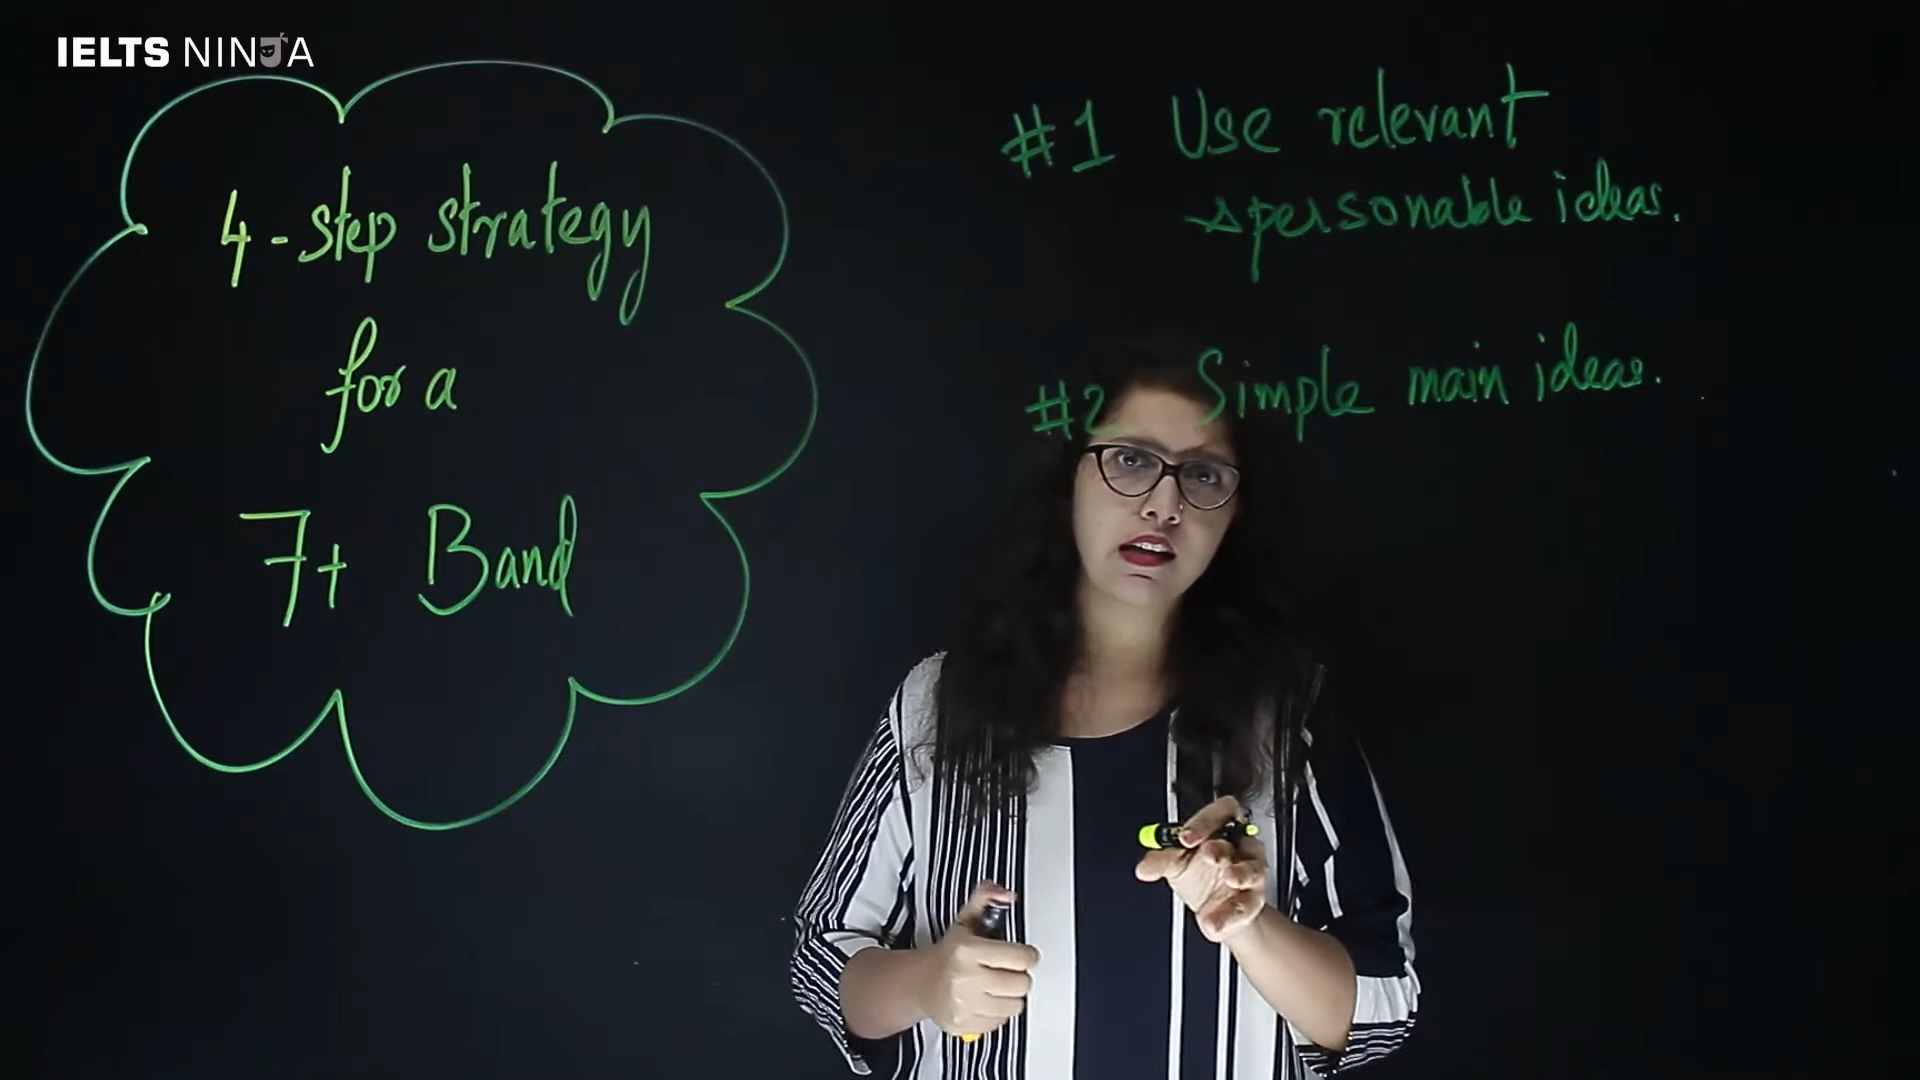 IELTS NINJA
4-step strategy
for a
7+ Band
#1 Use relevant
personable ideas.
#2 Simple main ideas.